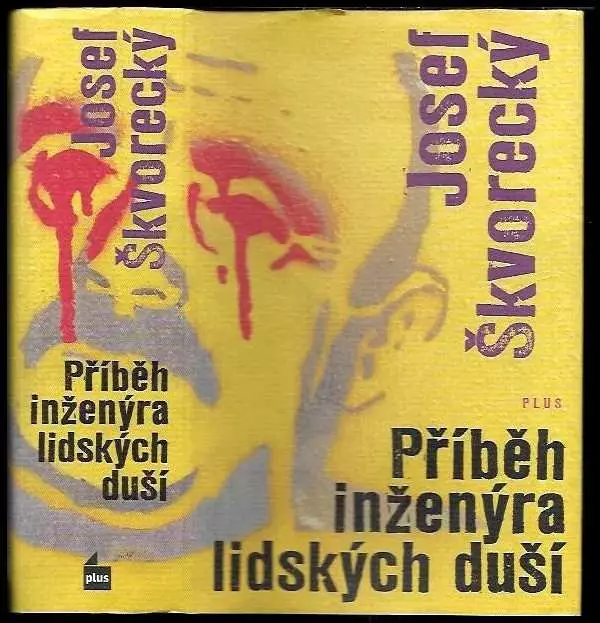 Josef
Škvorecký
Příběh
inženýra
lidských
duší
plus
Josef
Škvorecký
PLUS
Příběh
inženýra
lidských duší